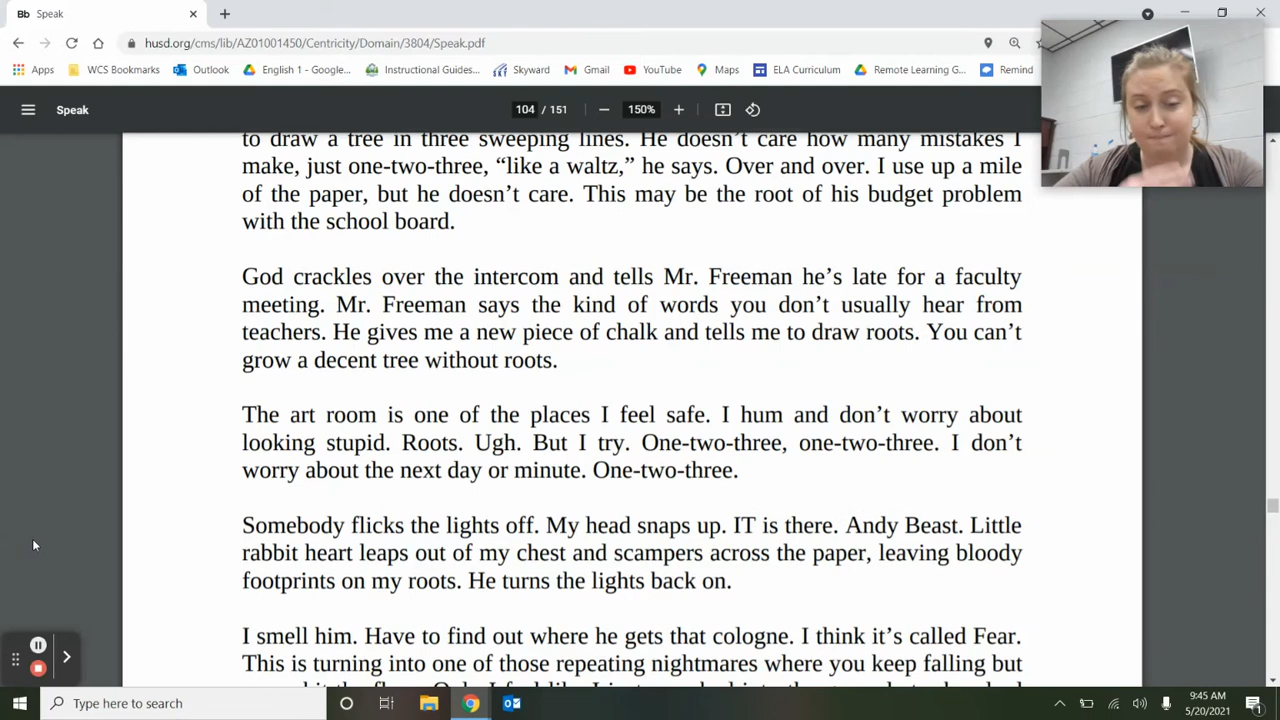 Bb Speak
husd.org/cms/lib/AZ01001450/Centricity/Domain/3804/Speak.pdf
Apps WCS Bookmarks Outlook English 1 - Google... Instructional Guides... Skyward Gmail YouTube Maps ELA Curriculum Remote Learning G... Remind
Speak 104 / 151 150%
to draw a tree in three sweeping lines. He doesn’t care how many mistakes I
make, just one-two-three, “like a waltz,” he says. Over and over. I use up a mile
of the paper, but he doesn’t care. This may be the root of his budget problem
with the school board.
God crackles over the intercom and tells Mr. Freeman he’s late for a faculty
meeting. Mr. Freeman says the kind of words you don’t usually hear from
teachers. He gives me a new piece of chalk and tells me to draw roots. You can’t
grow a decent tree without roots.
The art room is one of the places I feel safe. I hum and don’t worry about
looking stupid. Roots. Ugh. But I try. One-two-three, one-two-three. I don’t
worry about the next day or minute. One-two-three.
Somebody flicks the lights off. My head snaps up. IT is there. Andy Beast. Little
rabbit heart leaps out of my chest and scampers across the paper, leaving bloody
footprints on my roots. He turns the lights back on.
I smell him. Have to find out where he gets that cologne. I think it’s called Fear.
This is turning into one of those repeating nightmares where you keep falling but
Type here to search
9:45 AM
5/20/2021